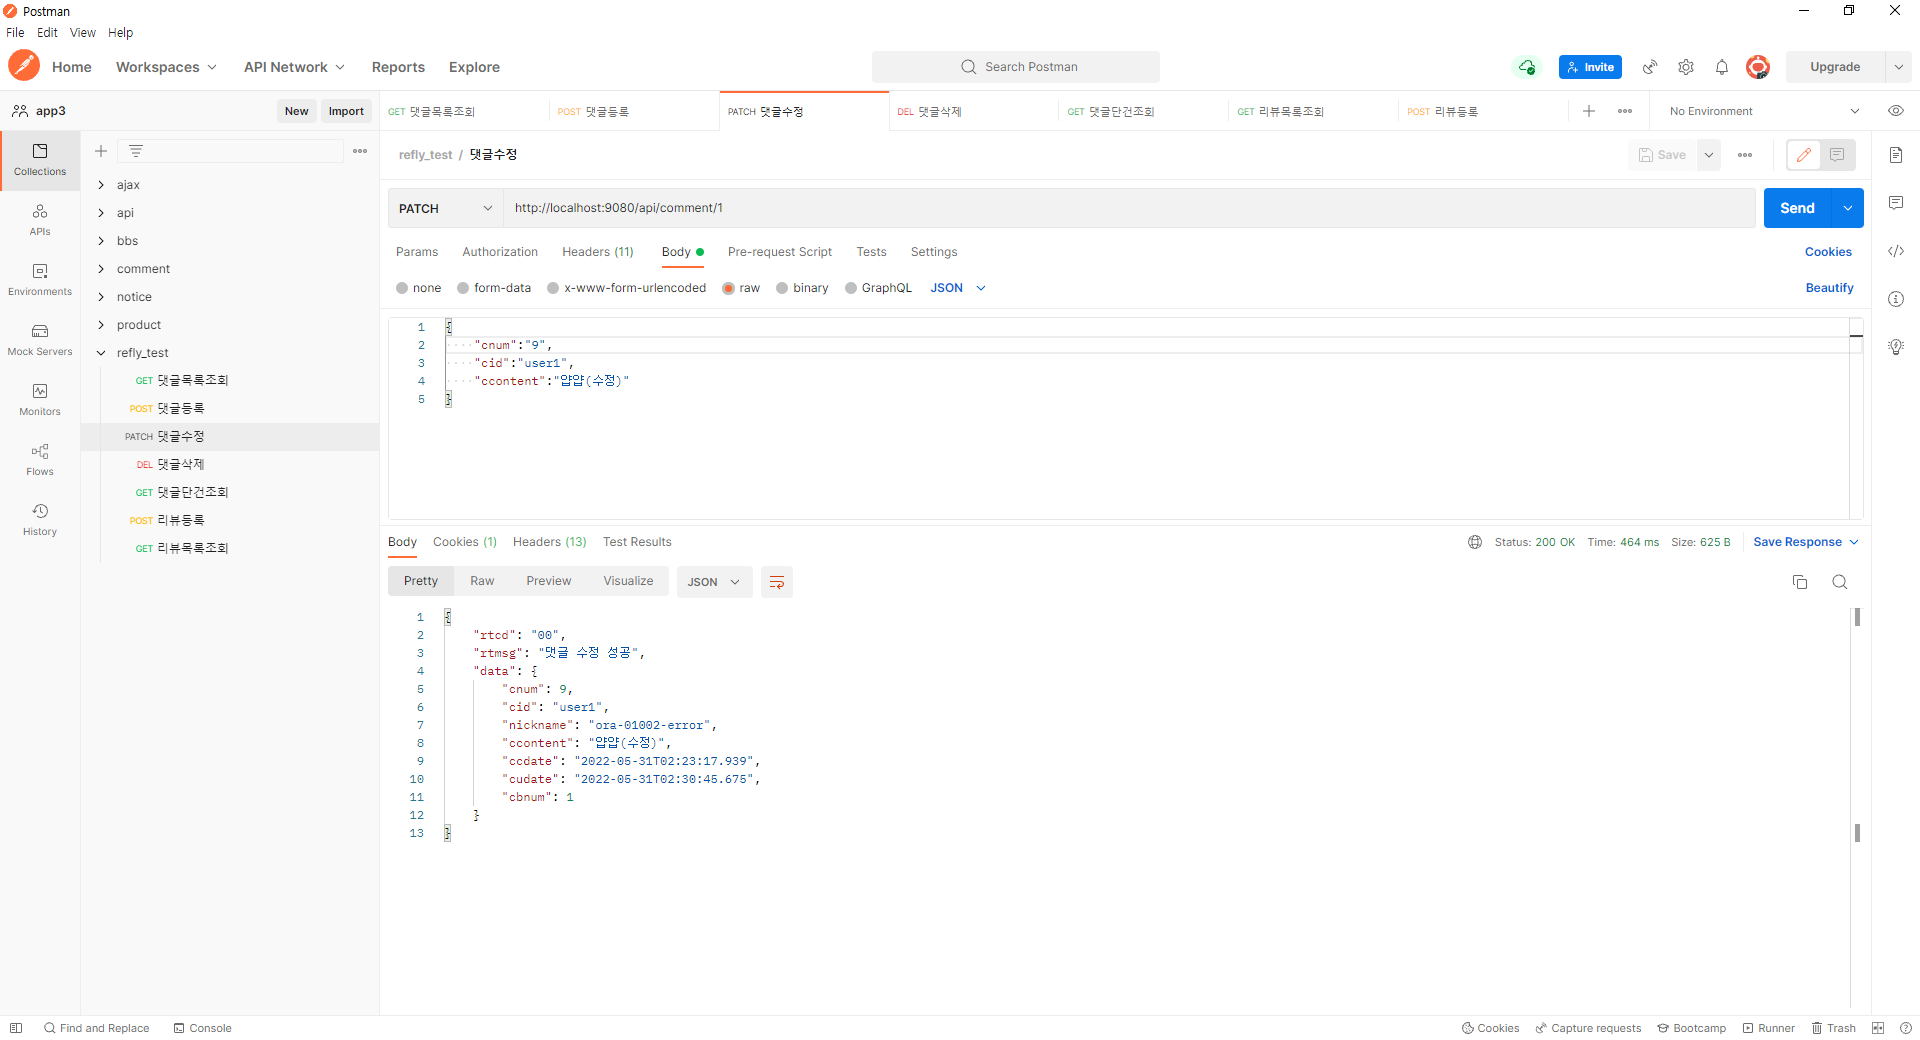 Postman
File Edit View Help
Home Workspaces API Network Reports Explore Search Postman Invite Upgrade
app3 New Import GET 댓글목록조회 POST 댓글등록 PATCH 댓글수정 DEL 댓글삭제 GET 댓글단건조회 GET 리뷰목록조회 POST 리뷰등록 No Environment
refly_test / 댓글수정 Save
Collections
APIs
Environments
Mock Servers
Monitors
Flows
History
ajax
api
bbs
comment
notice
product
refly_test
GET 댓글목록조회
POST 댓글등록
PATCH 댓글수정
DEL 댓글삭제
GET 댓글단건조회
POST 리뷰등록
GET 리뷰목록조회
PATCH http://localhost:9080/api/comment/1 Send
Params Authorization Headers (11) Body Pre-request Script Tests Settings Cookies
none form-data x-www-form-urlencoded raw binary GraphQL JSON Beautify
1 {
2 "cnum":"9",
3 "cid":"user1",
4 "ccontent":"얍얍(수정)"
5 }
Body Cookies (1) Headers (13) Test Results Status: 200 OK Time: 464 ms Size: 625 B Save Response
Pretty Raw Preview Visualize JSON
1 {
2 "rtcd": "00",
3 "rtmsg": "댓글 수정 성공",
4 "data": {
5 "cnum": 9,
6 "cid": "user1",
7 "nickname": "ora-01002-error",
8 "ccontent": "얍얍(수정)",
9 "ccdate": "2022-05-31T02:23:17.939",
10 "cudate": "2022-05-31T02:30:45.675",
11 "cbnum": 1
12 }
13 }
Find and Replace Console Cookies Capture requests Bootcamp Runner Trash